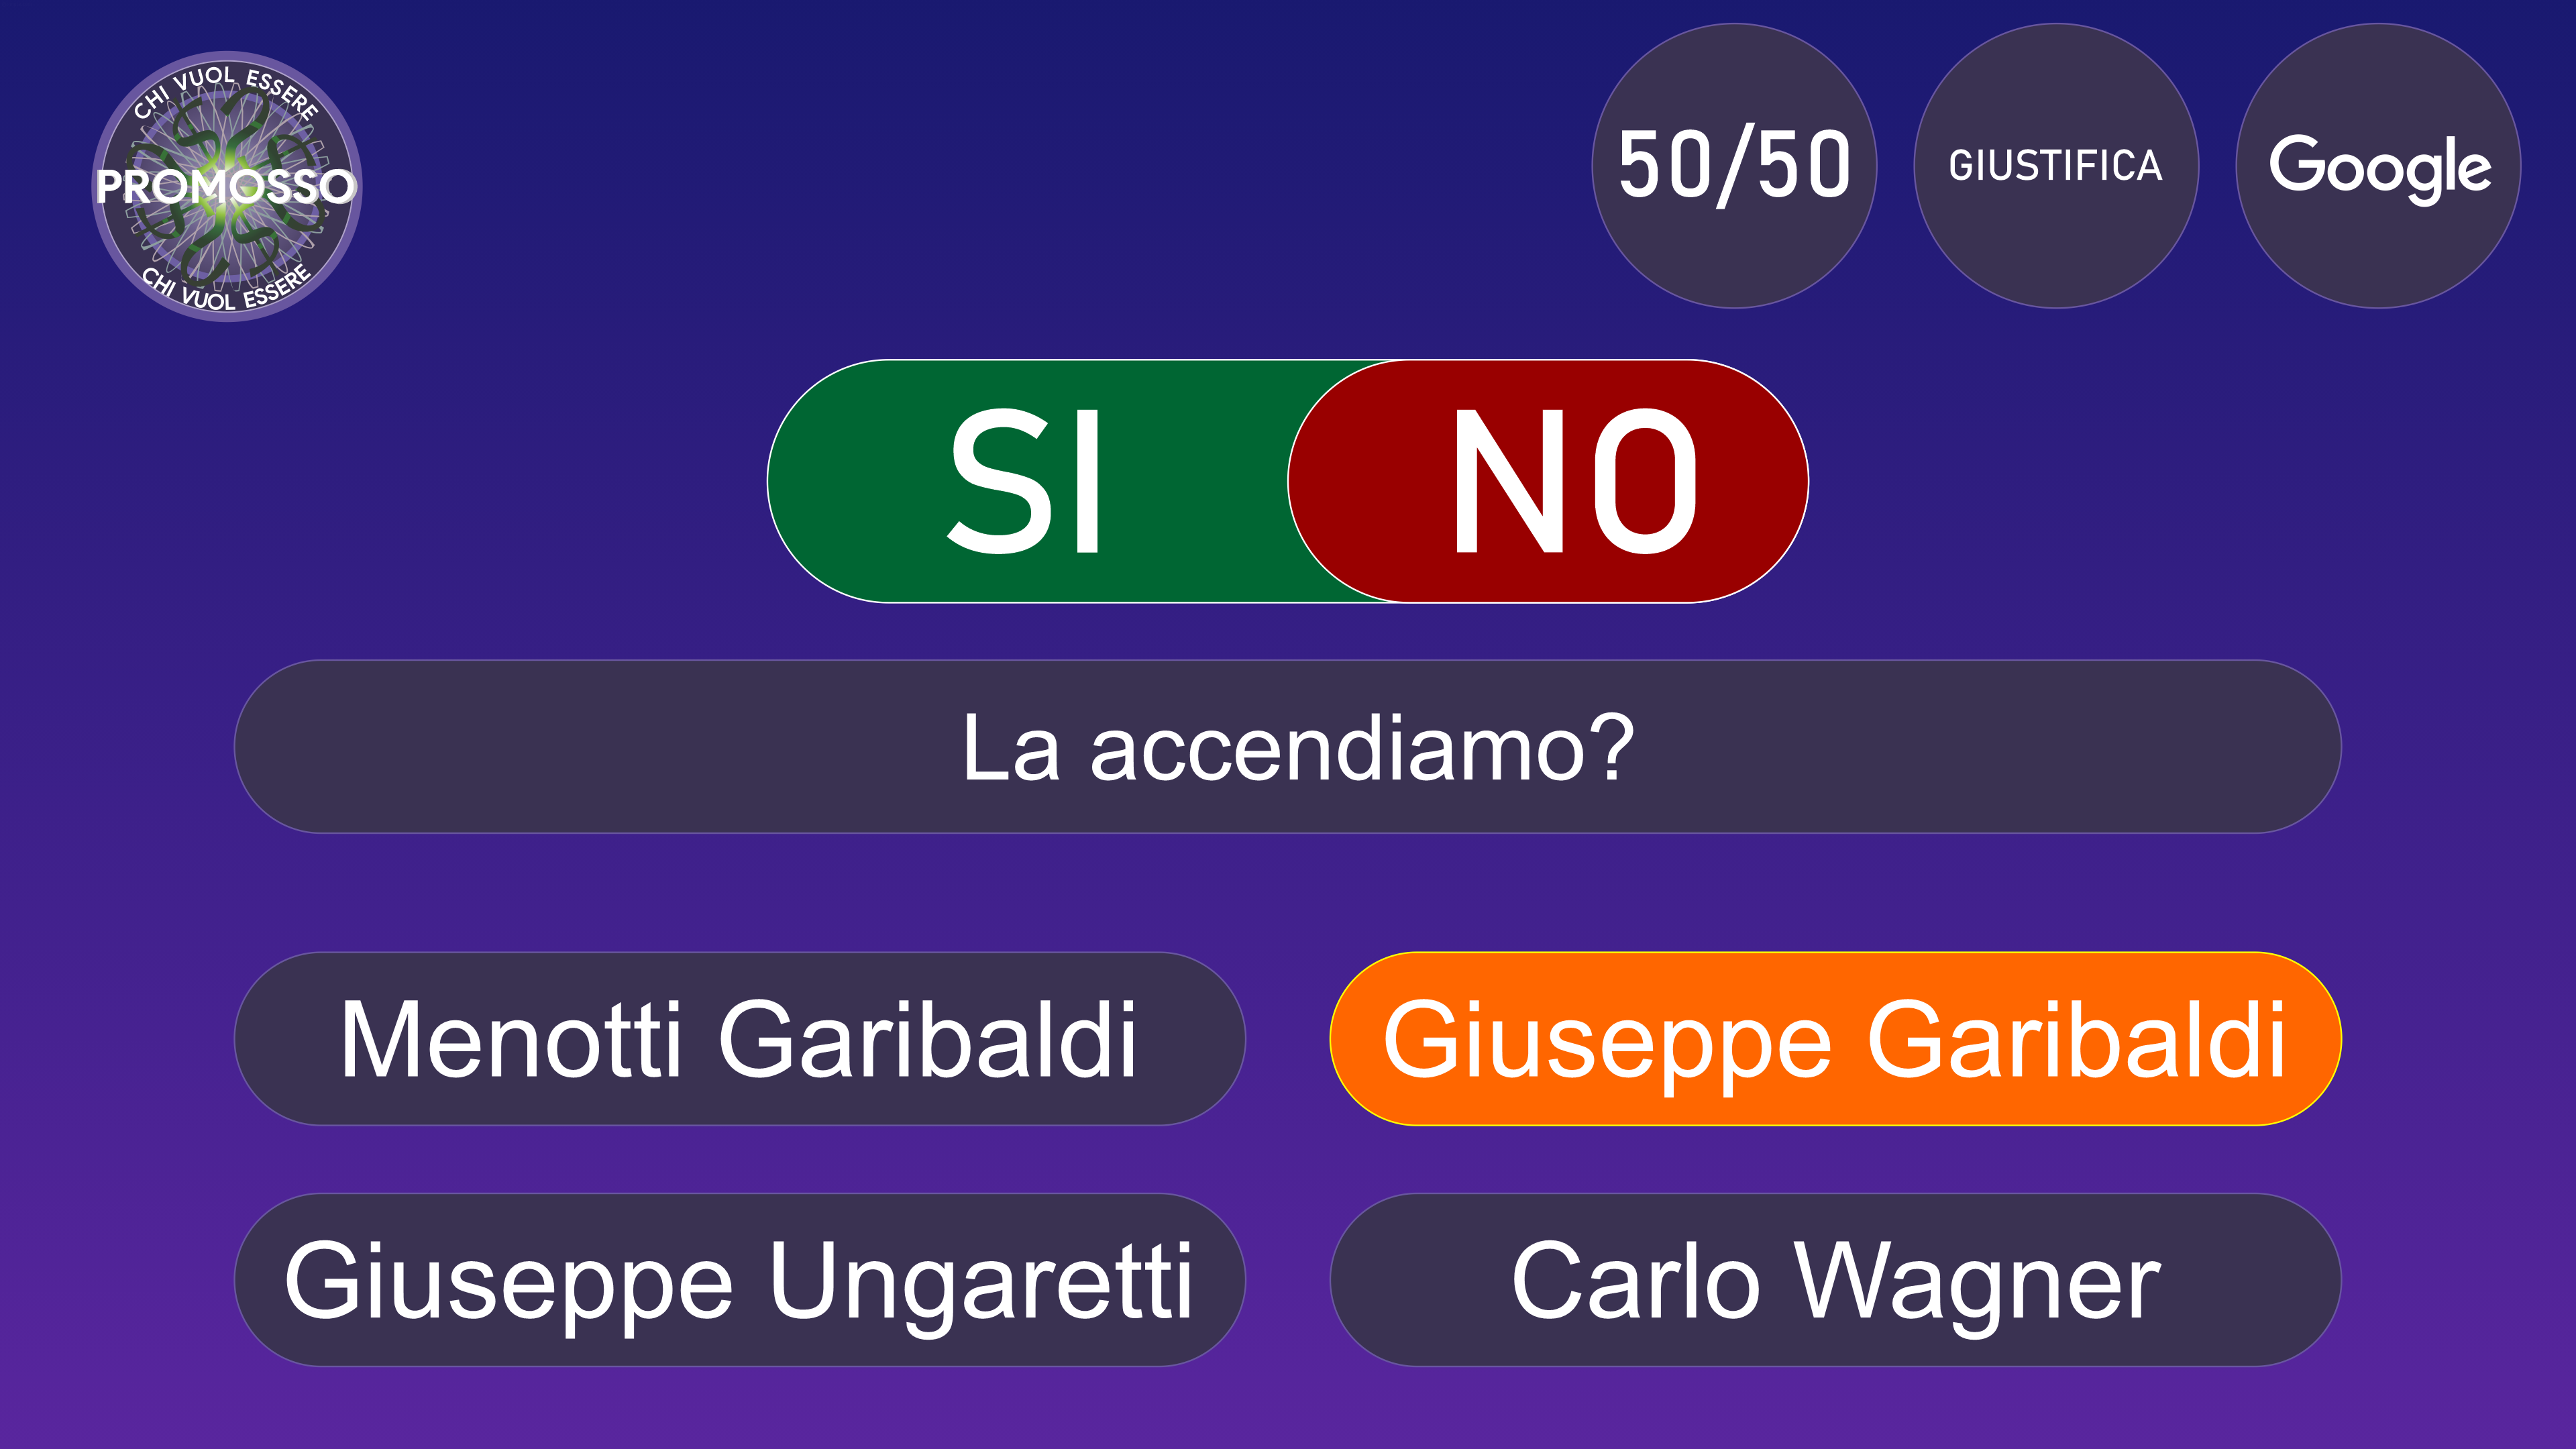 CHI VUOL ESSERE
PROMOSSO
CHI VUOL ESSERE
50/50
GIUSTIFICA
Google
SI
NO
La accendiamo?
Menotti Garibaldi
Giuseppe Garibaldi
Giuseppe Ungaretti
Carlo Wagner